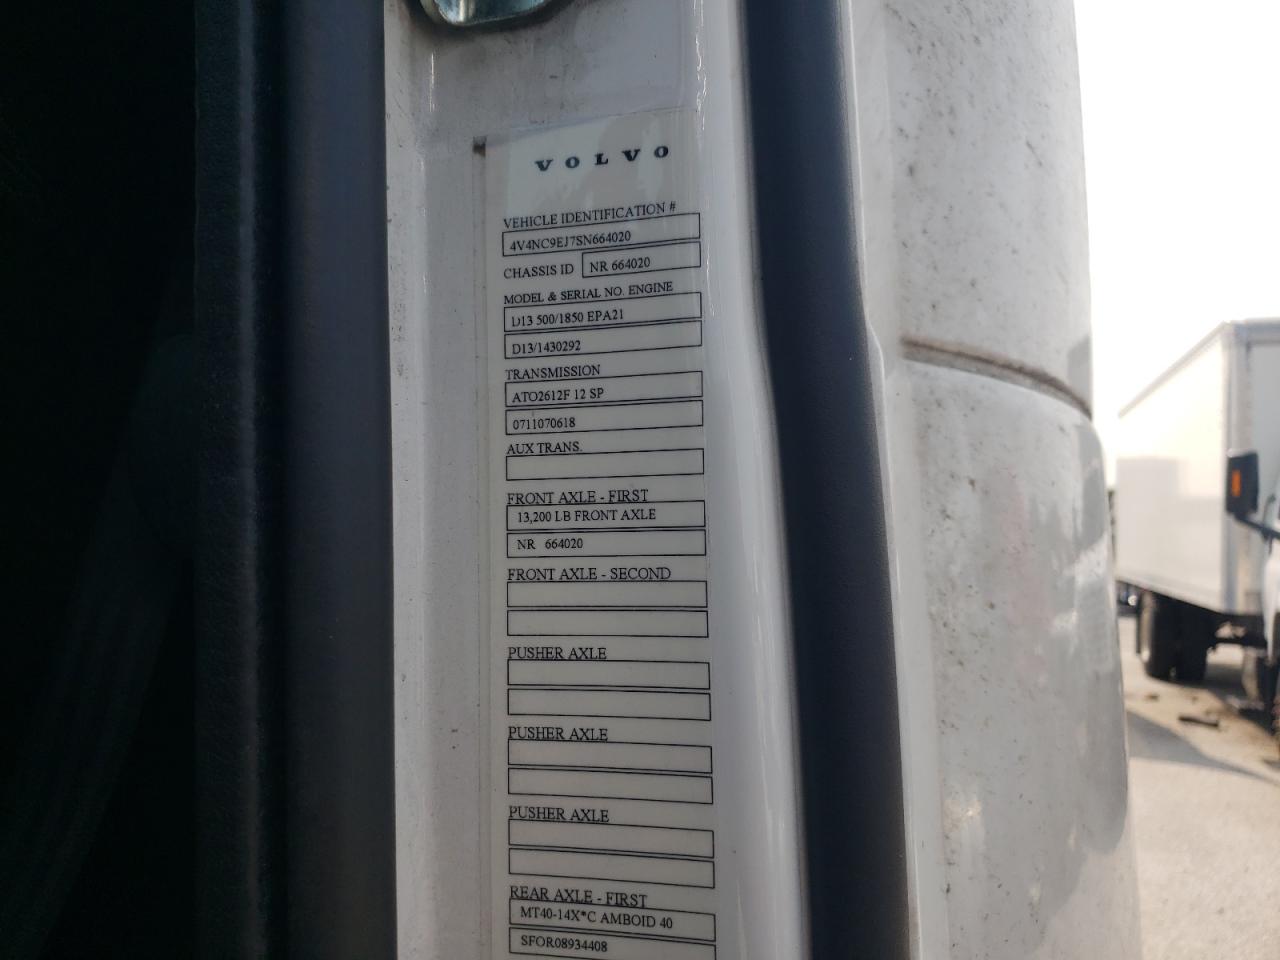 VOLVO
VEHICLE IDENTIFICATION #
4V4NC9EJ7SN664020
CHASSIS ID NR 664020
MODEL & SERIAL NO. ENGINE
D13 500/1850 EPA21
D13/1430292
TRANSMISSION
ATO2612F 12 SP
0711070618
AUX TRANS.
FRONT AXLE - FIRST
13,200 LB FRONT AXLE
NR 664020
FRONT AXLE - SECOND
PUSHER AXLE
PUSHER AXLE
PUSHER AXLE
REAR AXLE - FIRST
MT40-14X*C AMBOID 40
SFOR08934408